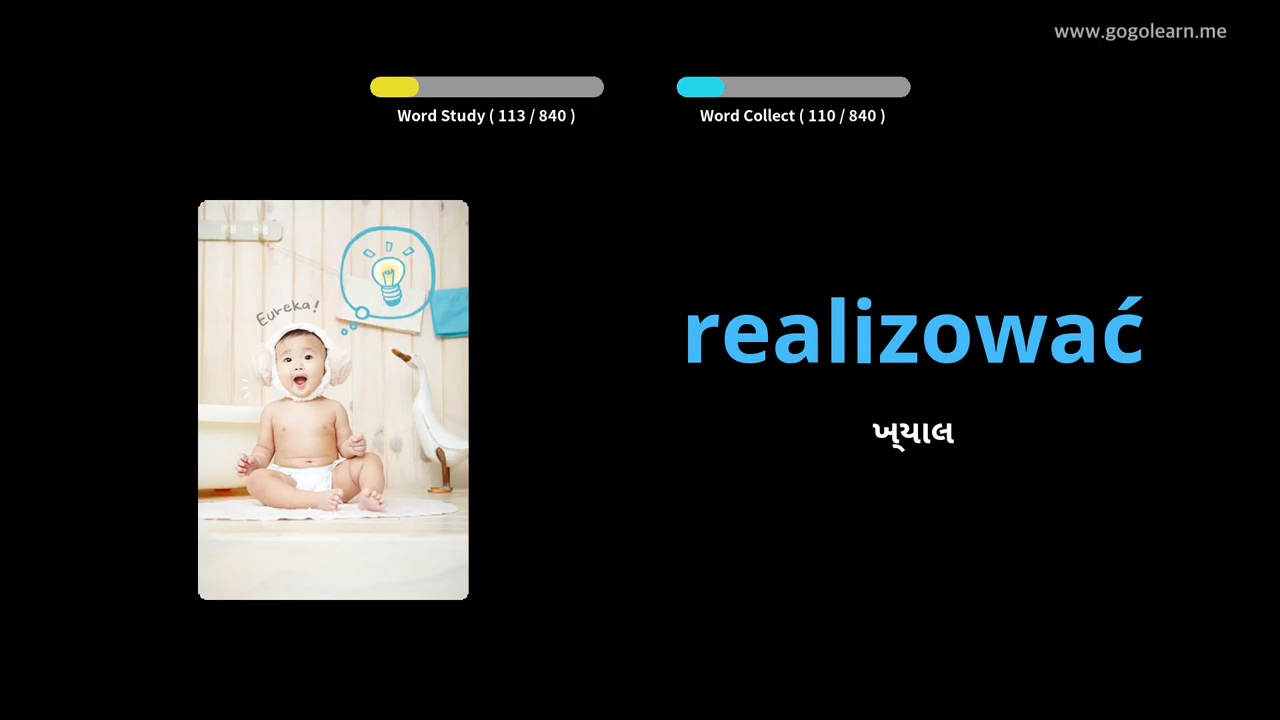 www.gogolearn.me
Word Study ( 113 / 840 )
Word Collect ( 110 / 840 )
Eureka!
realizować
ખ્યાલ